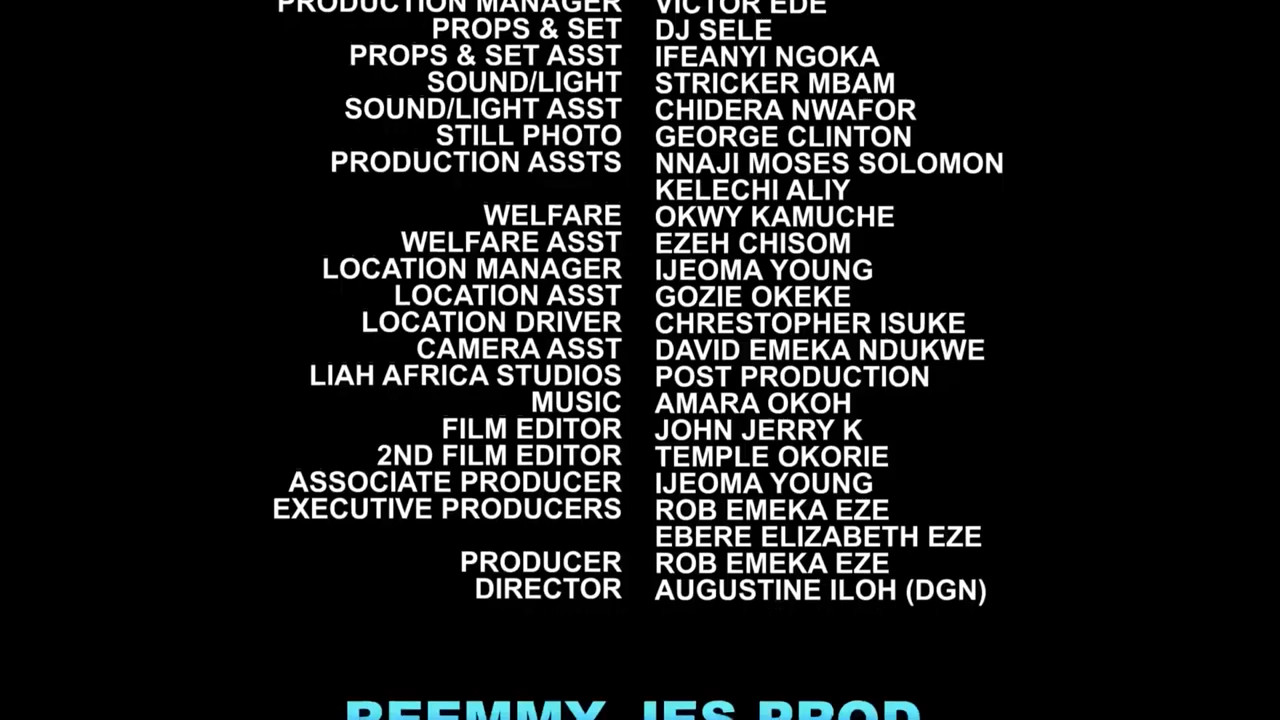 PRODUCTION MANAGER VICTOR EDE
PROPS & SET DJ SELE
PROPS & SET ASST IFEANYI NGOKA
SOUND/LIGHT STRICKER MBAM
SOUND/LIGHT ASST CHIDERA NWAFOR
STILL PHOTO GEORGE CLINTON
PRODUCTION ASSTS NNAJI MOSES SOLOMON
KELECHI ALIY
WELFARE OKWY KAMUCHE
WELFARE ASST EZEH CHISOM
LOCATION MANAGER IJEOMA YOUNG
LOCATION ASST GOZIE OKEKE
LOCATION DRIVER CHRESTOPHER ISUKE
CAMERA ASST DAVID EMEKA NDUKWE
LIAH AFRICA STUDIOS POST PRODUCTION
MUSIC AMARA OKOH
FILM EDITOR JOHN JERRY K
2ND FILM EDITOR TEMPLE OKORIE
ASSOCIATE PRODUCER IJEOMA YOUNG
EXECUTIVE PRODUCERS ROB EMEKA EZE
EBERE ELIZABETH EZE
PRODUCER ROB EMEKA EZE
DIRECTOR AUGUSTINE ILOH (DGN)
JES PROD